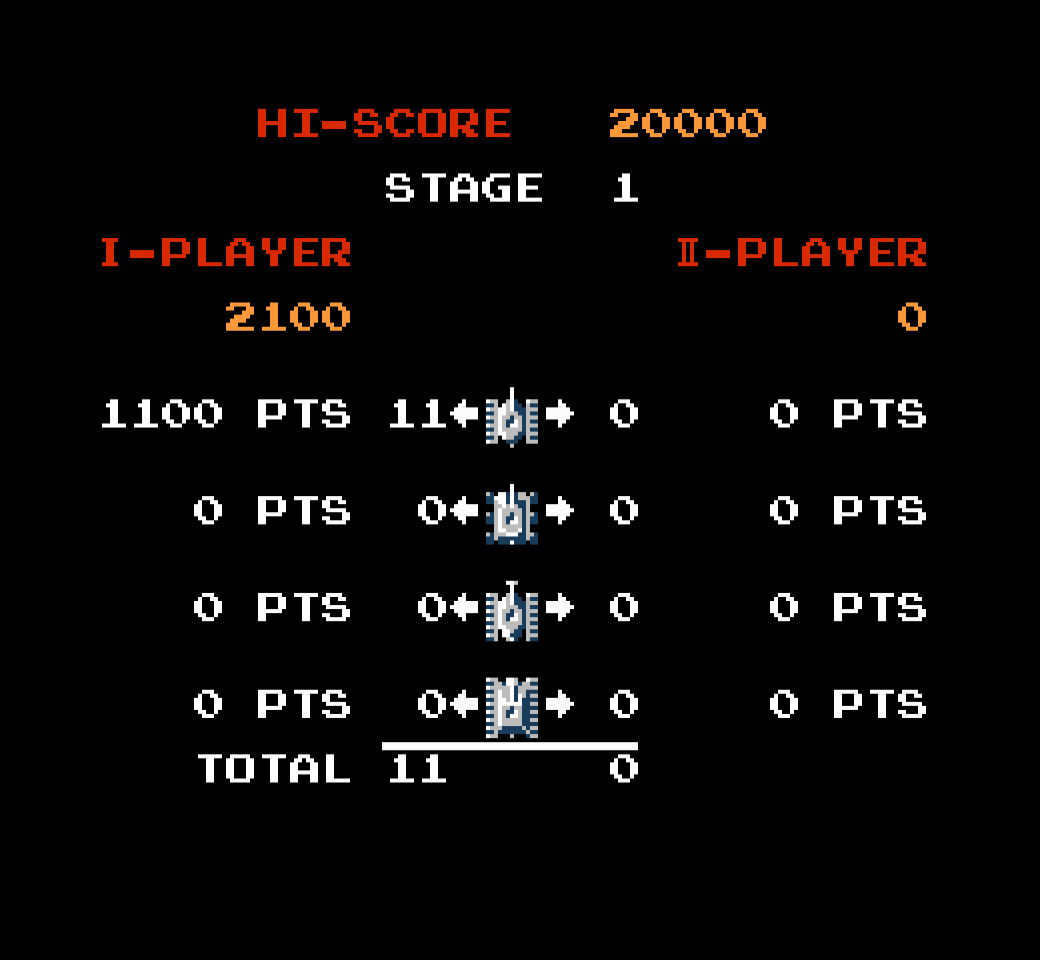 HI-SCORE 20000
STAGE 1
I-PLAYER II-PLAYER
2100 0
1100 PTS 11 0 0 PTS
0 PTS 0 0 0 PTS
0 PTS 0 0 0 PTS
0 PTS 0 0 0 PTS
TOTAL 11 0